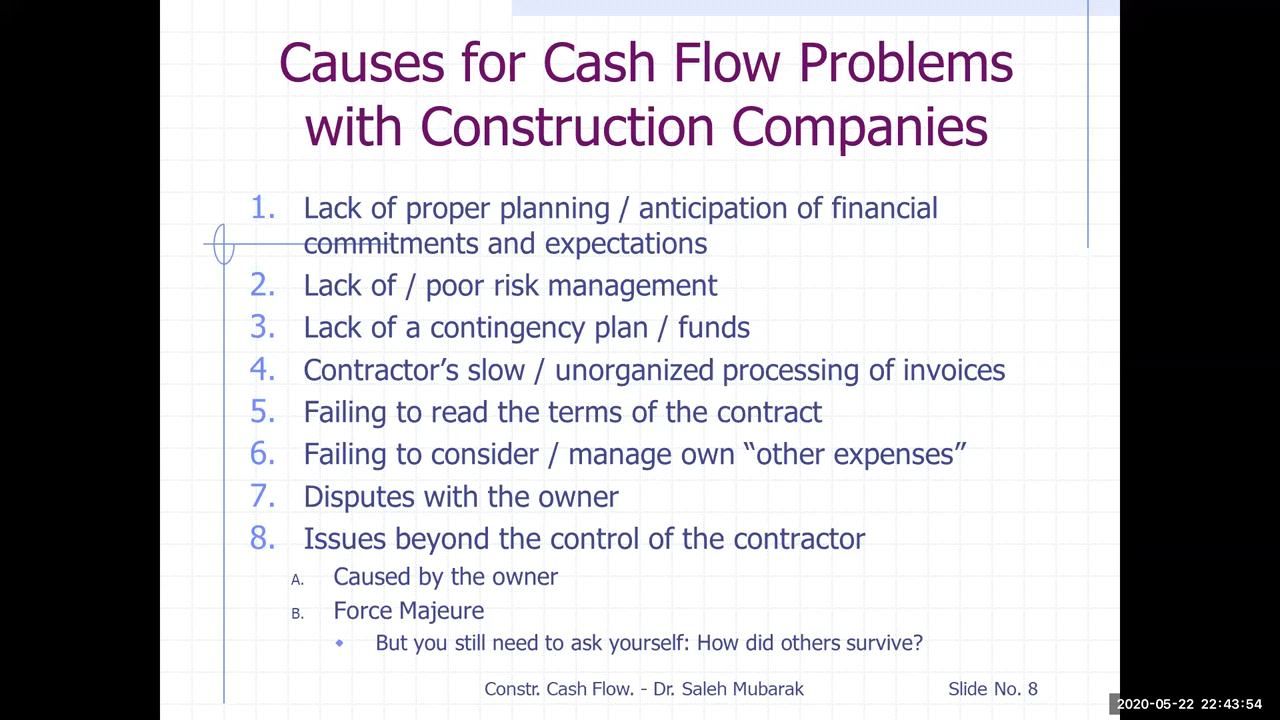 Causes for Cash Flow Problems
with Construction Companies
1. Lack of proper planning / anticipation of financial
commitments and expectations
2. Lack of / poor risk management
3. Lack of a contingency plan / funds
4. Contractor’s slow / unorganized processing of invoices
5. Failing to read the terms of the contract
6. Failing to consider / manage own “other expenses”
7. Disputes with the owner
8. Issues beyond the control of the contractor
A. Caused by the owner
B. Force Majeure
But you still need to ask yourself: How did others survive?
Constr. Cash Flow. - Dr. Saleh Mubarak Slide No. 8
2020-05-22 22:43:54